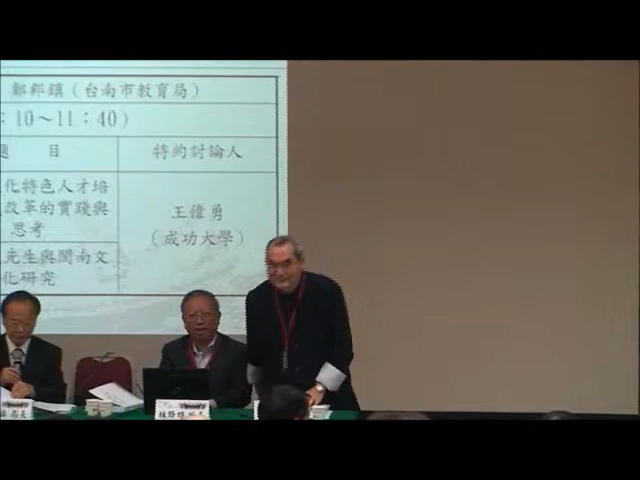 鄭邦鎮（台南市教育局）
：10～11：40）
題 目
特約討論人
化特色人才培
改革的實踐與
思考
王偉勇
（成功大學）
先生與閩南文
化研究